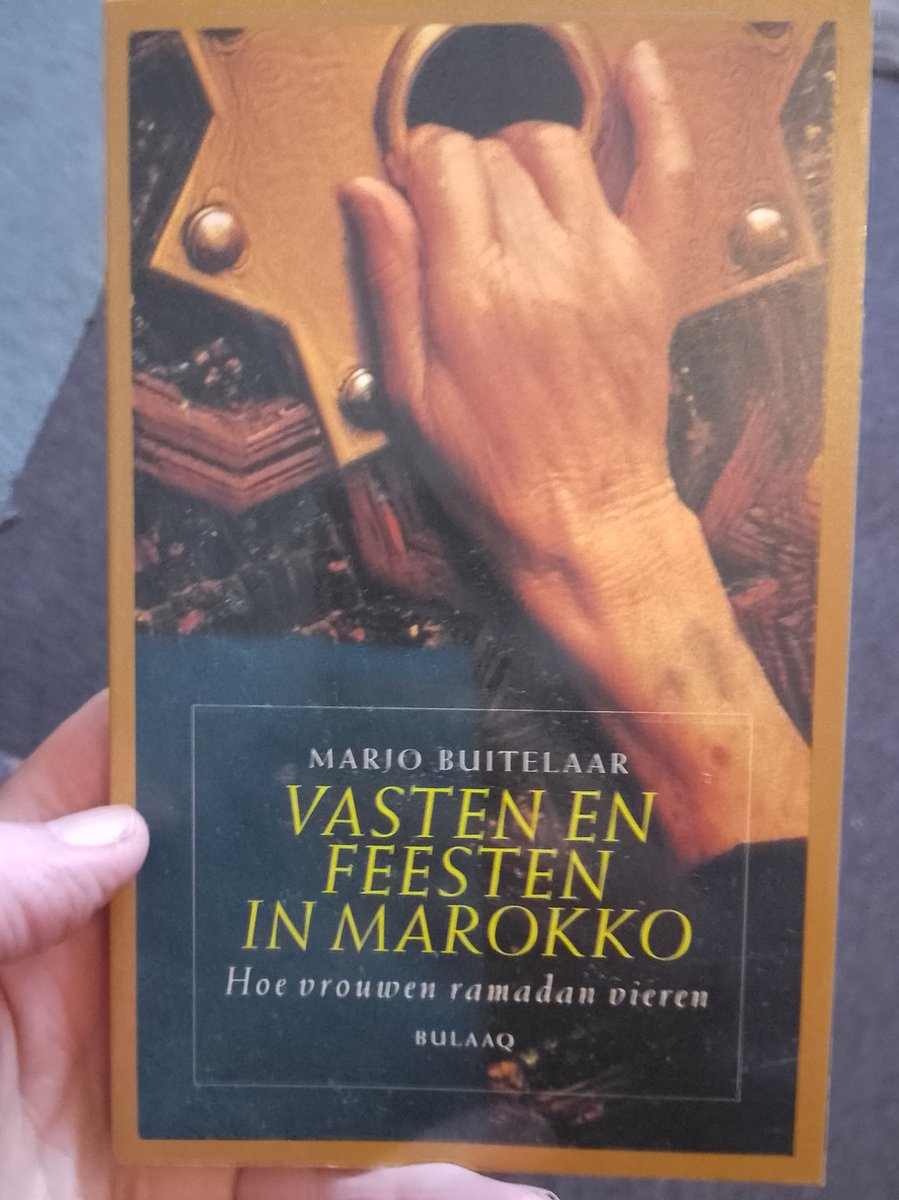 MARJO BUITELAAR
VASTEN EN
FEESTEN
IN MAROKKO
Hoe vrouwen ramadan vieren
BULAAQ